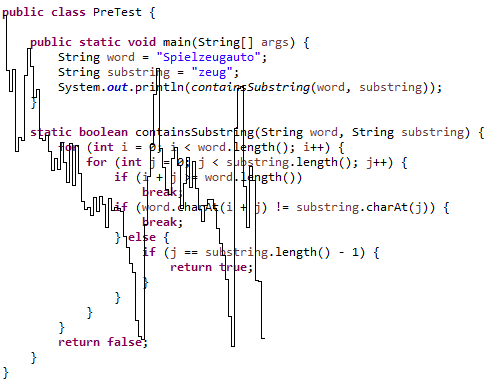 public class PreTest {
public static void main(String[] args) {
String word = "Spielzeugauto";
String substring = "zeug";
System.out.println(containsSubstring(word, substring));
}
static boolean containsSubstring(String word, String substring) {
for (int i = 0; i < word.length(); i++) {
for (int j = 0; j < substring.length(); j++) {
if (i + j >= word.length())
break;
if (word.charAt(i + j) != substring.charAt(j)) {
break;
} else {
if (j == substring.length() - 1) {
return true;
}
}
}
}
return false;
}
}